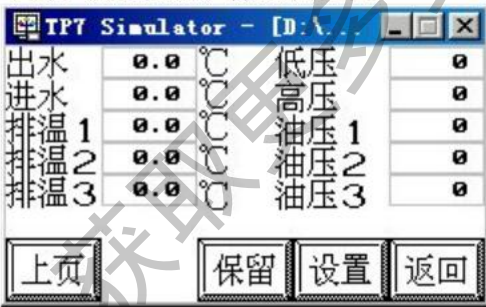 TP7 Simulator - [D:\...
出水 0.0 ℃ 低压 0
进水 0.0 ℃ 高压 0
排温1 0.0 ℃ 油压1 0
排温2 0.0 ℃ 油压2 0
排温3 0.0 ℃ 油压3 0
上页 保留 设置 返回